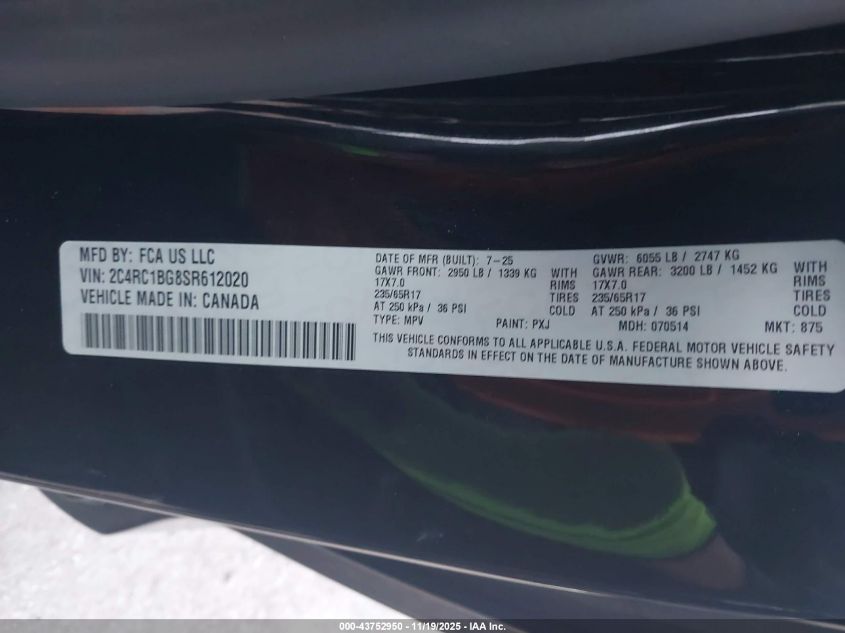 MFD BY: FCA US LLC
VIN: 2C4RC1BG8SR612020
VEHICLE MADE IN: CANADA
DATE OF MFR (BUILT): 7-25
GAWR FRONT: 2950 LB / 1339 KG WITH
17X7.0 RIMS
235/65R17 TIRES
AT 250 kPa / 36 PSI COLD
TYPE: MPV PAINT: PXJ
GVWR: 6055 LB / 2747 KG
GAWR REAR: 3200 LB / 1452 KG WITH
17X7.0 RIMS
235/65R17 TIRES
AT 250 kPa / 36 PSI COLD
MDH: 070514 MKT: 875
THIS VEHICLE CONFORMS TO ALL APPLICABLE U.S.A. FEDERAL MOTOR VEHICLE SAFETY
STANDARDS IN EFFECT ON THE DATE OF MANUFACTURE SHOWN ABOVE.
000-43752950 - 11/19/2025 - IAA Inc.